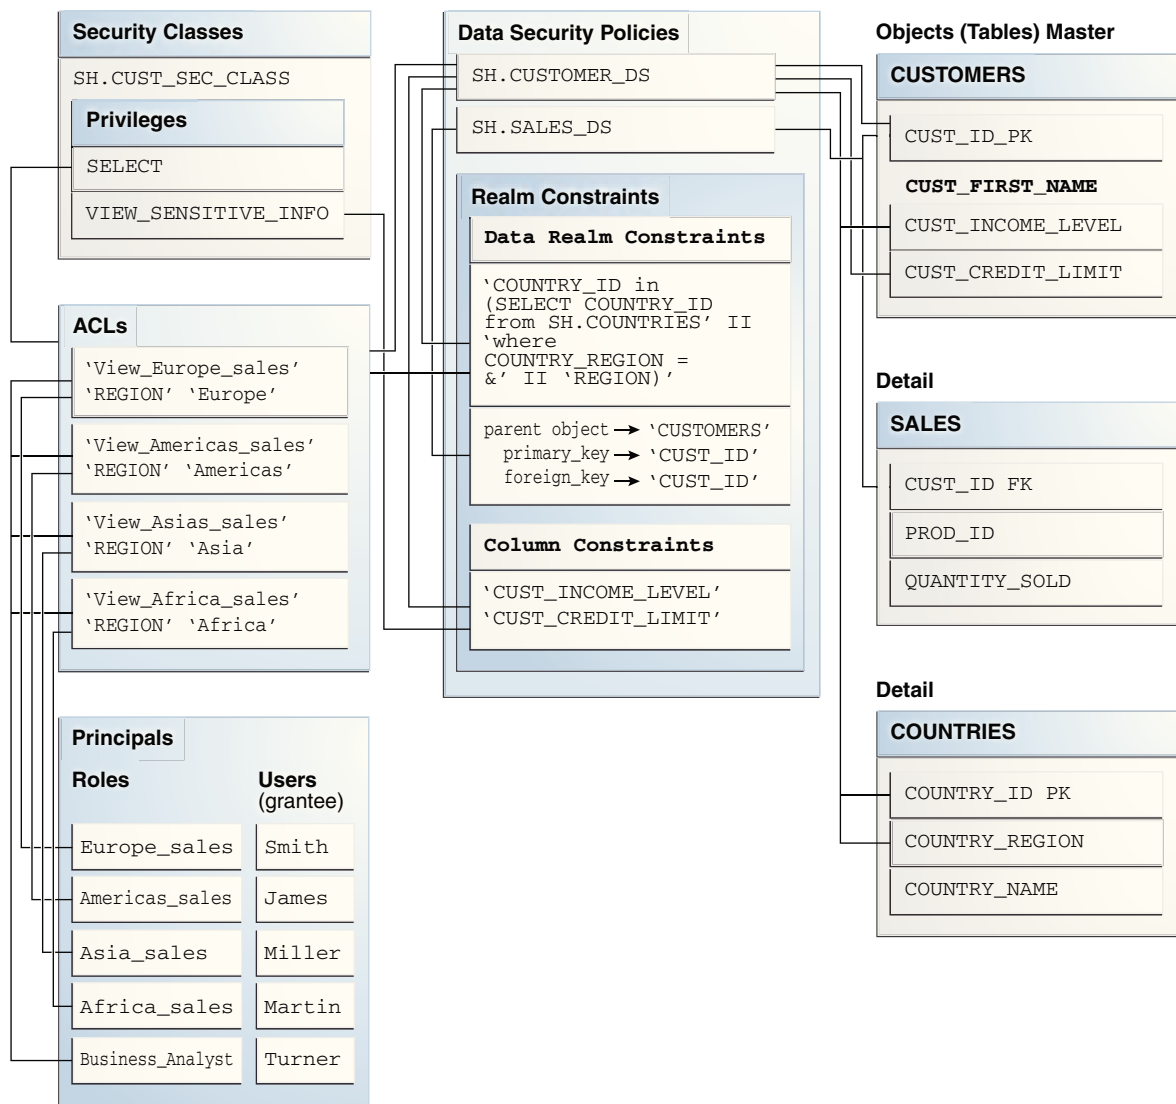 Security Classes
SH.CUST_SEC_CLASS
Privileges
SELECT
VIEW_SENSITIVE_INFO
ACLs
‘View_Europe_sales’
‘REGION’ ‘Europe’
‘View_Americas_sales’
‘REGION’ ‘Americas’
‘View_Asias_sales’
‘REGION’ ‘Asia’
‘View_Africa_sales’
‘REGION’ ‘Africa’
Principals
Roles
Users
(grantee)
Europe_sales
Smith
Americas_sales
James
Asia_sales
Miller
Africa_sales
Martin
Business_Analyst
Turner
Data Security Policies
SH.CUSTOMER_DS
SH.SALES_DS
Realm Constraints
Data Realm Constraints
‘COUNTRY_ID in
(SELECT COUNTRY_ID
from SH.COUNTRIES’ II
‘where
COUNTRY_REGION =
&’ II ‘REGION)’
parent object → ‘CUSTOMERS’
primary_key → ‘CUST_ID’
foreign_key → ‘CUST_ID’
Column Constraints
‘CUST_INCOME_LEVEL’
‘CUST_CREDIT_LIMIT’
Objects (Tables) Master
CUSTOMERS
CUST_ID_PK
CUST_FIRST_NAME
CUST_INCOME_LEVEL
CUST_CREDIT_LIMIT
Detail
SALES
CUST_ID FK
PROD_ID
QUANTITY_SOLD
Detail
COUNTRIES
COUNTRY_ID PK
COUNTRY_REGION
COUNTRY_NAME